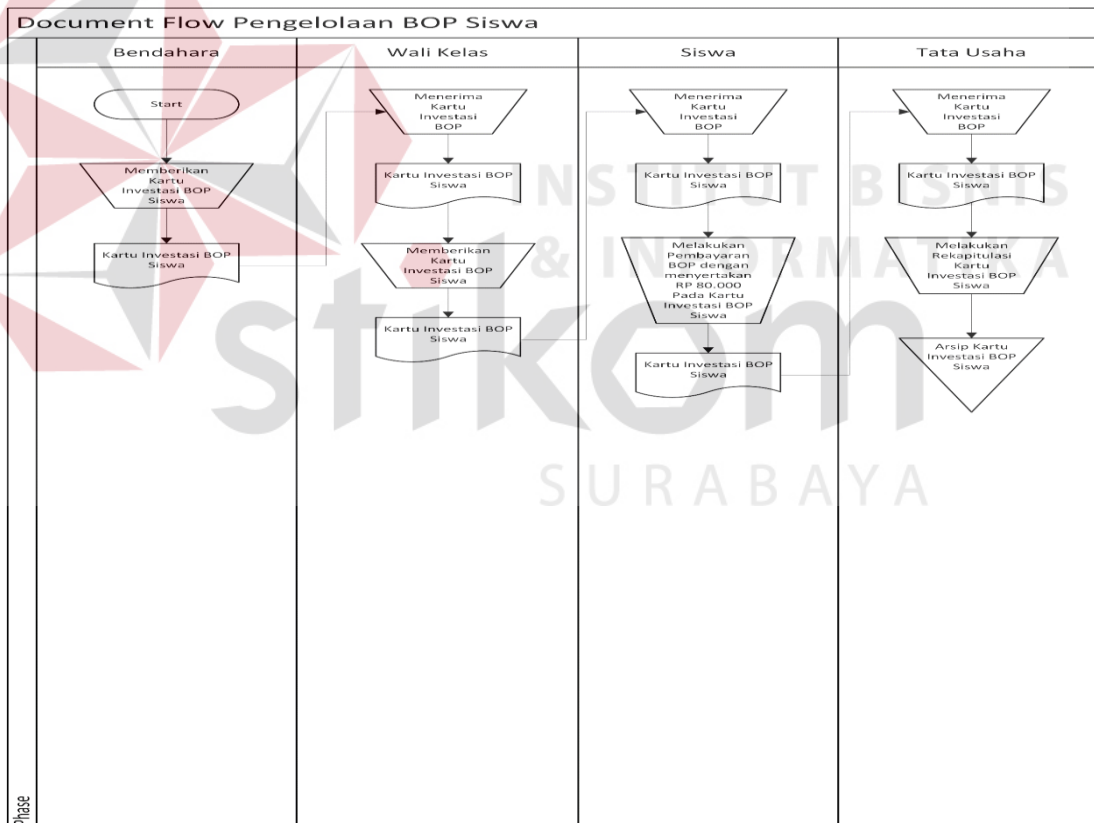 Document Flow Pengelolaan BOP Siswa
Bendahara
Wali Kelas
Siswa
Tata Usaha
Start
Memberikan
Kartu
Investasi BOP
Siswa
Kartu Investasi BOP
Siswa
Menerima
Kartu
Investasi
BOP
Kartu Investasi BOP
Siswa
Memberikan
Kartu
Investasi BOP
Siswa
Kartu Investasi BOP
Siswa
Menerima
Kartu
Investasi
BOP
Kartu Investasi BOP
Siswa
Melakukan
Pembayaran
BOP dengan
menyertakan
RP 80.000
Pada Kartu
Investasi BOP
Siswa
Kartu Investasi BOP
Siswa
Menerima
Kartu
Investasi
BOP
Kartu Investasi BOP
Siswa
Melakukan
Rekapitulasi
Kartu
Investasi BOP
Siswa
Arsip Kartu
Investasi BOP
Siswa
Phase
INSTITUT BISNIS
& INFORMATIKA
stikom
SURABAYA